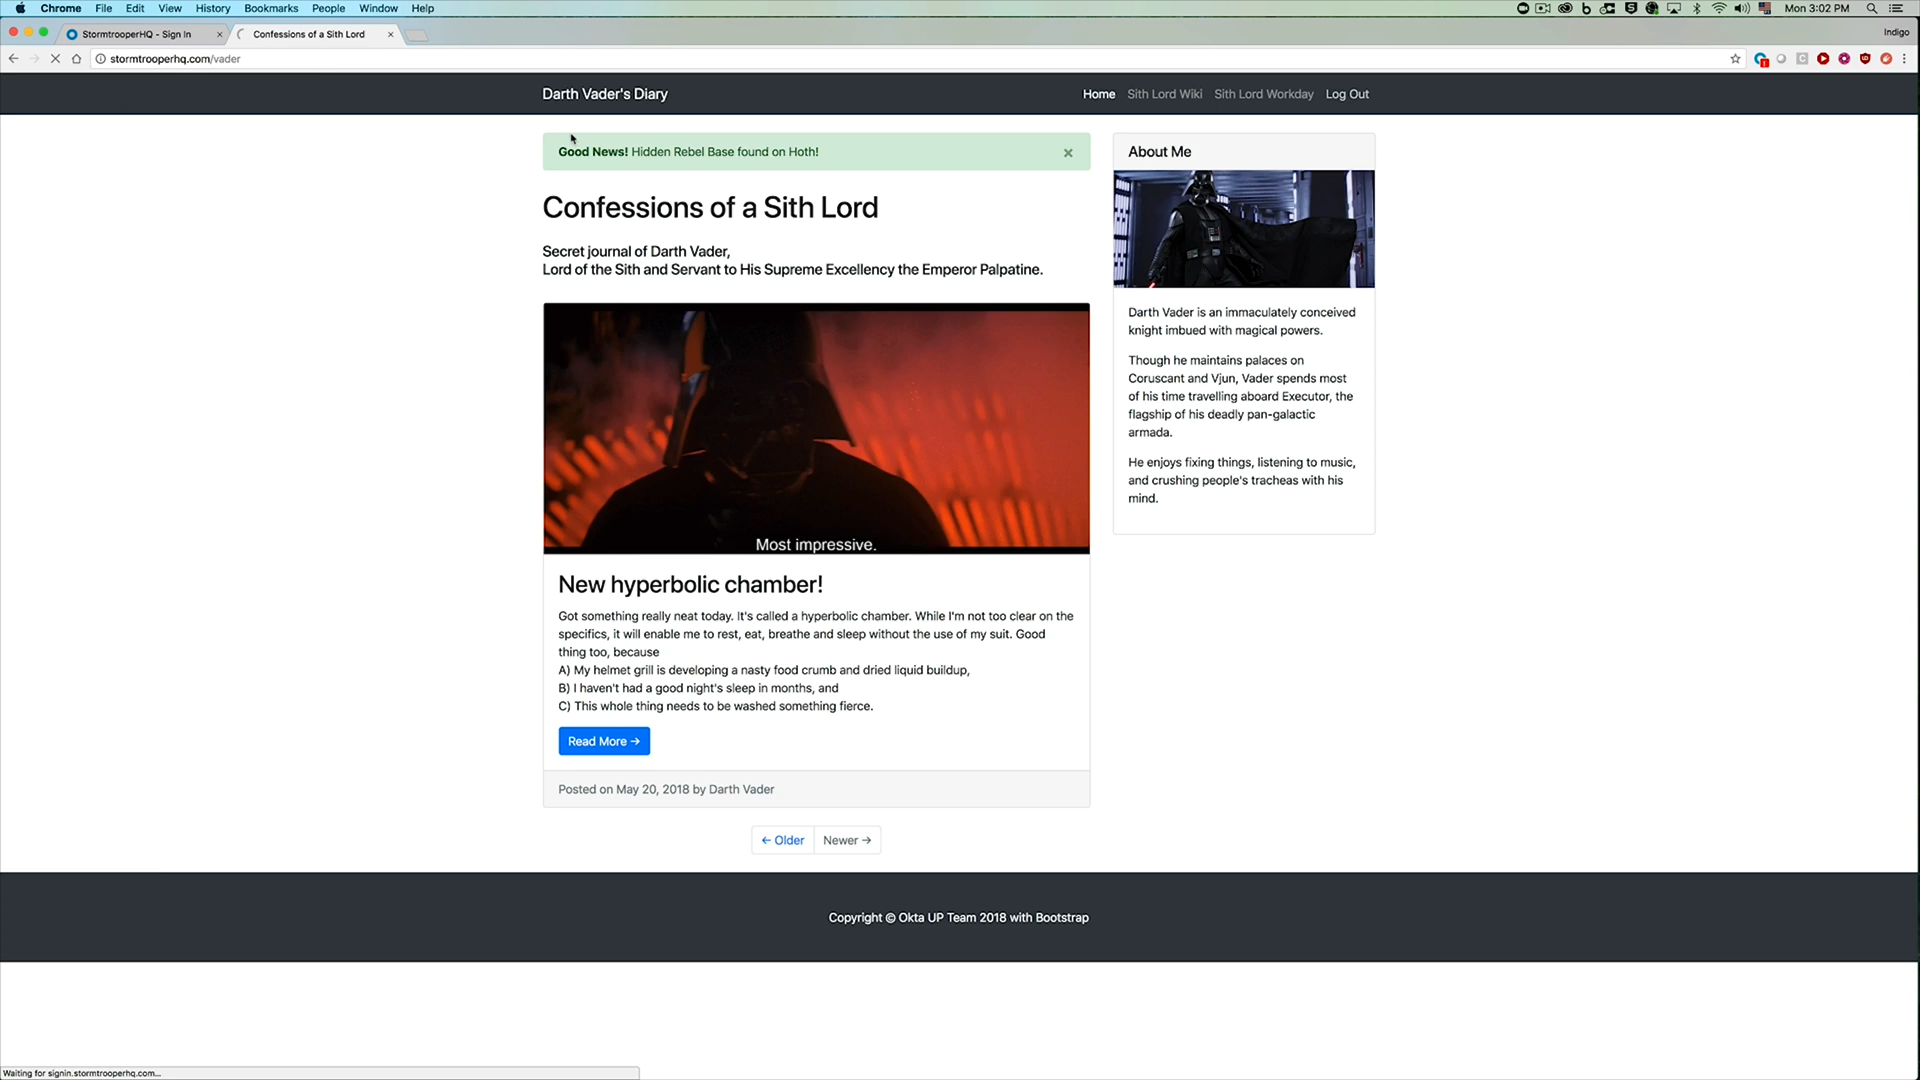 Chrome File Edit View History Bookmarks People Window Help
Mon 3:02 PM
StormtrooperHQ - Sign In
Confessions of a Sith Lord
Indigo
stormtrooperhq.com/vader
Darth Vader's Diary
Home Sith Lord Wiki Sith Lord Workday Log Out
Good News! Hidden Rebel Base found on Hoth!
Confessions of a Sith Lord
Secret journal of Darth Vader,
Lord of the Sith and Servant to His Supreme Excellency the Emperor Palpatine.
Most impressive.
New hyperbolic chamber!
Got something really neat today. It's called a hyperbolic chamber. While I'm not too clear on the
specifics, it will enable me to rest, eat, breathe and sleep without the use of my suit. Good
thing too, because
A) My helmet grill is developing a nasty food crumb and dried liquid buildup,
B) I haven't had a good night's sleep in months, and
C) This whole thing needs to be washed something fierce.
Read More →
Posted on May 20, 2018 by Darth Vader
← Older Newer →
About Me
Darth Vader is an immaculately conceived
knight imbued with magical powers.
Though he maintains palaces on
Coruscant and Vjun, Vader spends most
of his time travelling aboard Executor, the
flagship of his deadly pan-galactic
armada.
He enjoys fixing things, listening to music,
and crushing people's tracheas with his
mind.
Copyright © Okta UP Team 2018 with Bootstrap
Waiting for signin.stormtrooperhq.com...